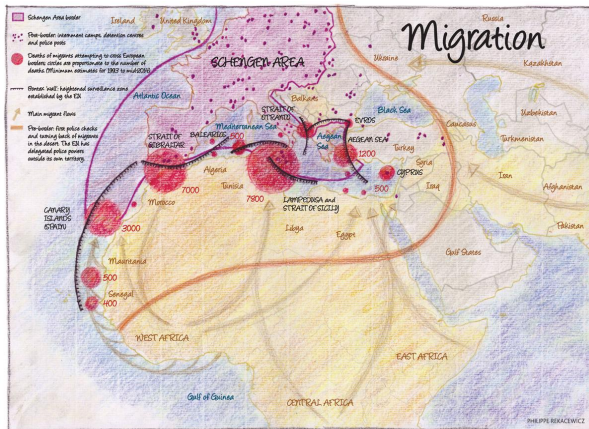 Migration
Schengen Area border
Pre-border: internment camps, detention centres
and police posts
Deaths of migrants attempting to cross European
borders; circles are proportionate to the number of
deaths (Minimum estimates for 1993 to mid2014)
heightened surveillance zone
established by the EU
Main migrant flows
Pre-border: first police checks
and turning back of migrants
in the desert. The EU has
delegated police powers
outside its own territory.
Ireland
United Kingdom
Russia
SCHENGEN AREA
Ukraine
Kazakhstan
Atlantic Ocean
Balkans
Black Sea
Uzbekistan
STRAIT OF
OTRANTO
Mediterranean Sea
Caucasus
Turkmenistan
STRAIT OF
GIBRALTAR
BALEARICS
500
Aegean
Sea
EVROS
AEGEAN SEA
1200
Turkey
Syria
Iran
Afghanistan
Algeria
Tunisia
7000
7800
500
CYPRUS
Iraq
Morocco
LAMPEDUSA and
STRAIT OF SICILY
Pakistan
CANARY
ISLANDS
(SPAIN)
3000
Libya
Egypt
Gulf States
Mauritania
500
Senegal
400
WEST AFRICA
EAST AFRICA
Gulf of Guinea
CENTRAL AFRICA
PHILIPPE REKACEWICZ